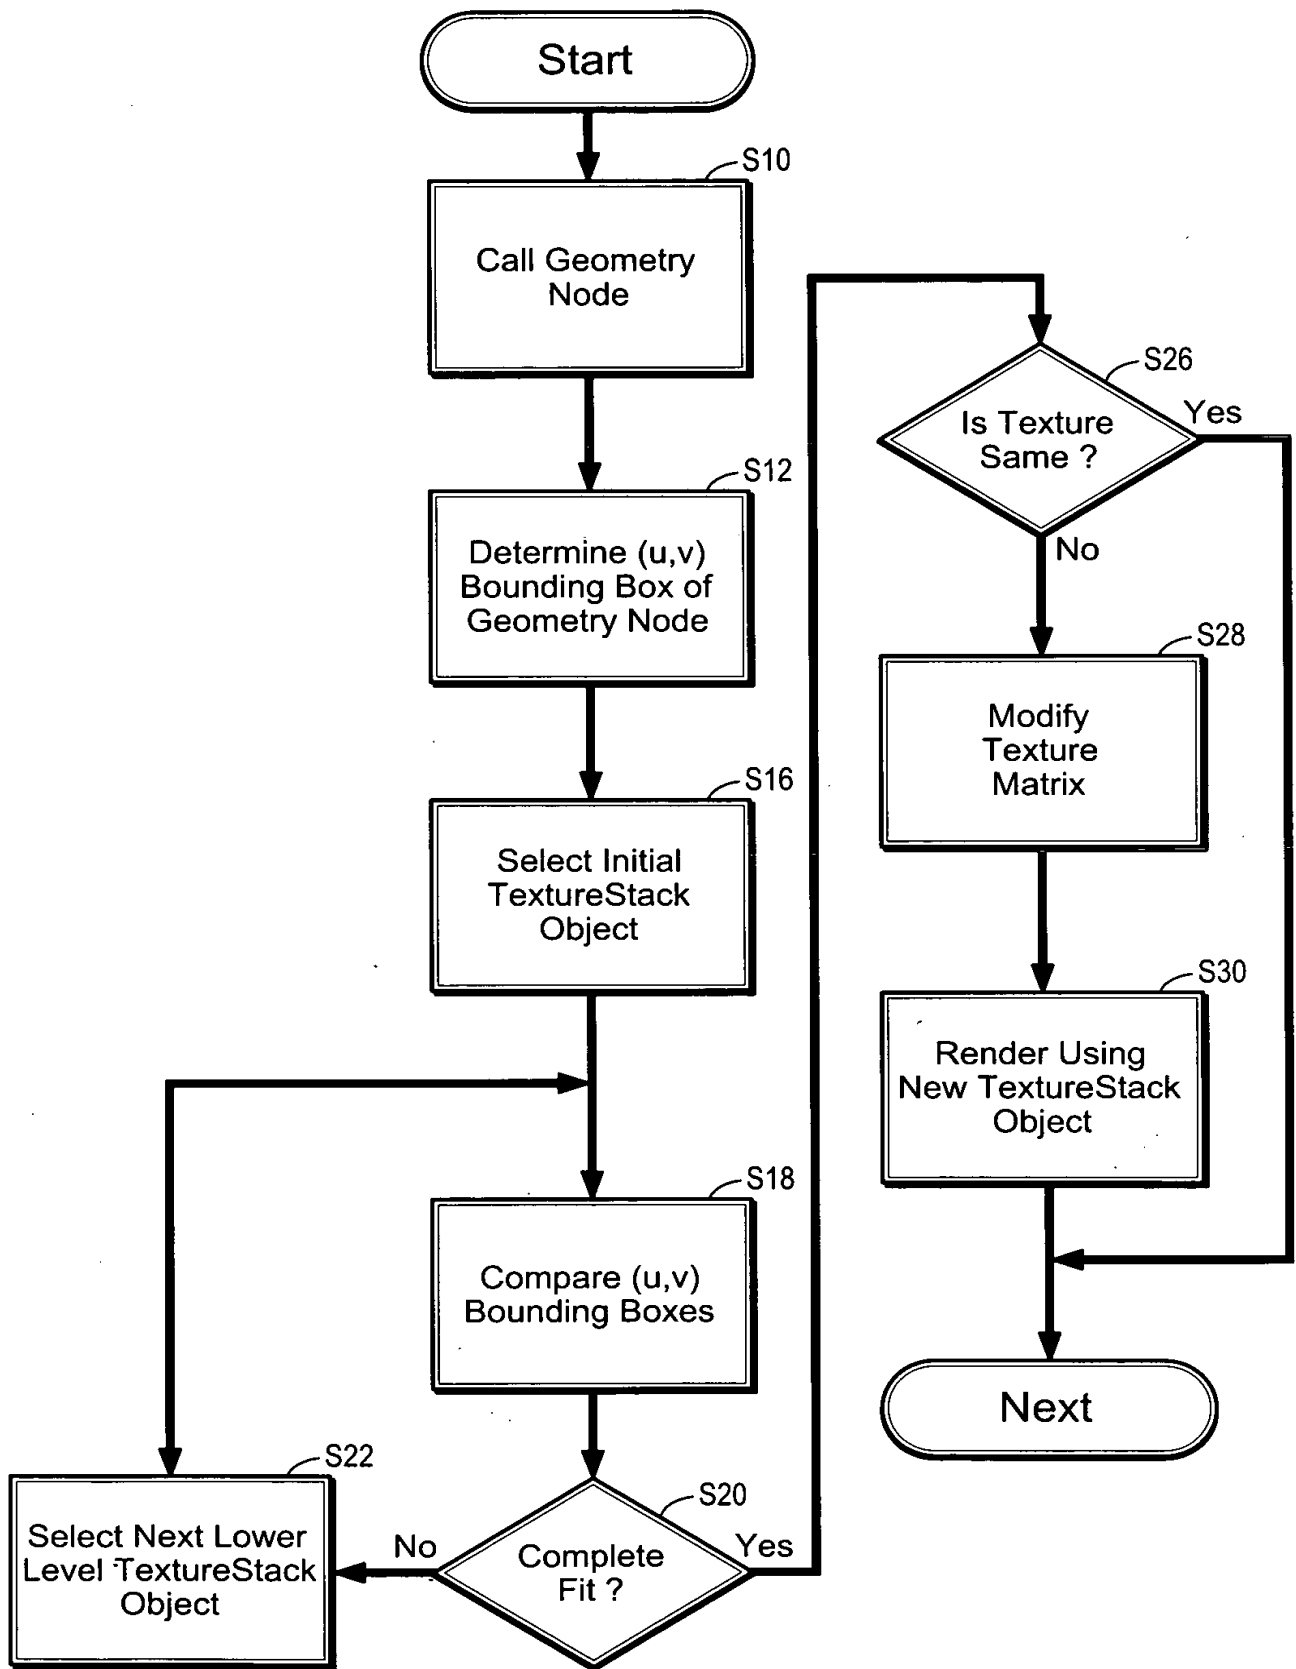 Start
S10
Call Geometry
Node
S12
Determine (u,v)
Bounding Box of
Geometry Node
S16
Select Initial
TextureStack
Object
S18
Compare (u,v)
Bounding Boxes
S20
Complete
Fit ?
No
Yes
S22
Select Next Lower
Level TextureStack
Object
S26
Is Texture
Same ?
Yes
No
S28
Modify
Texture
Matrix
S30
Render Using
New TextureStack
Object
Next